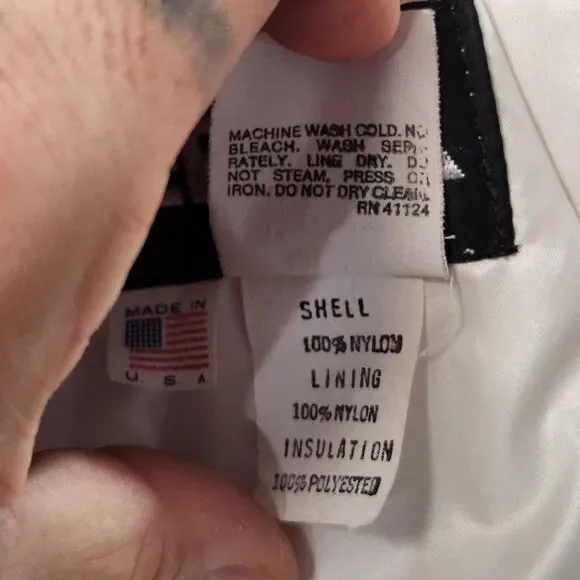 MACHINE WASH COLD. NO
BLEACH. WASH SEPA
RATELY. LINE DRY. DO
NOT STEAM, PRESS OR
IRON. DO NOT DRY CLEAN.
RN 41124
MADE IN
U. S. A
SHELL
100% NYLON
LINING
100% NYLON
INSULATION
100% POLYESTER